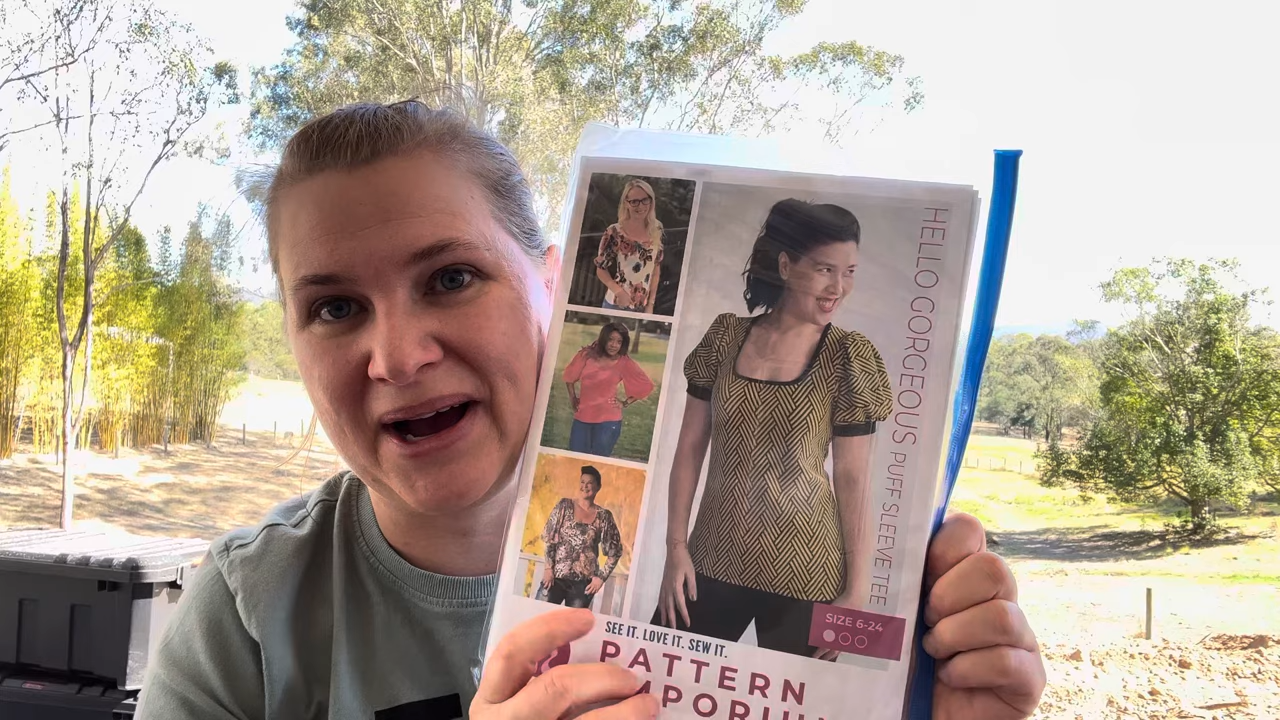 HELLO GORGEOUS PUFF SLEEVE TEE
SIZE 6-24
SEE IT. LOVE IT. SEW IT.
PATTERN